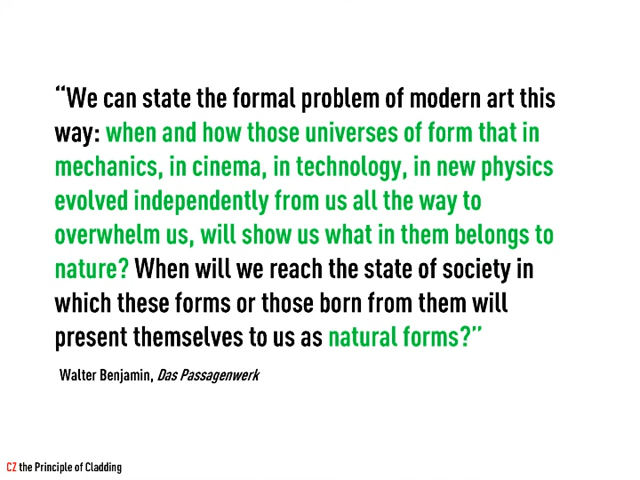 “We can state the formal problem of modern art this
way: when and how those universes of form that in
mechanics, in cinema, in technology, in new physics
evolved independently from us all the way to
overwhelm us, will show us what in them belongs to
nature? When will we reach the state of society in
which these forms or those born from them will
present themselves to us as natural forms?”
Walter Benjamin, Das Passagenwerk
CZ the Principle of Cladding